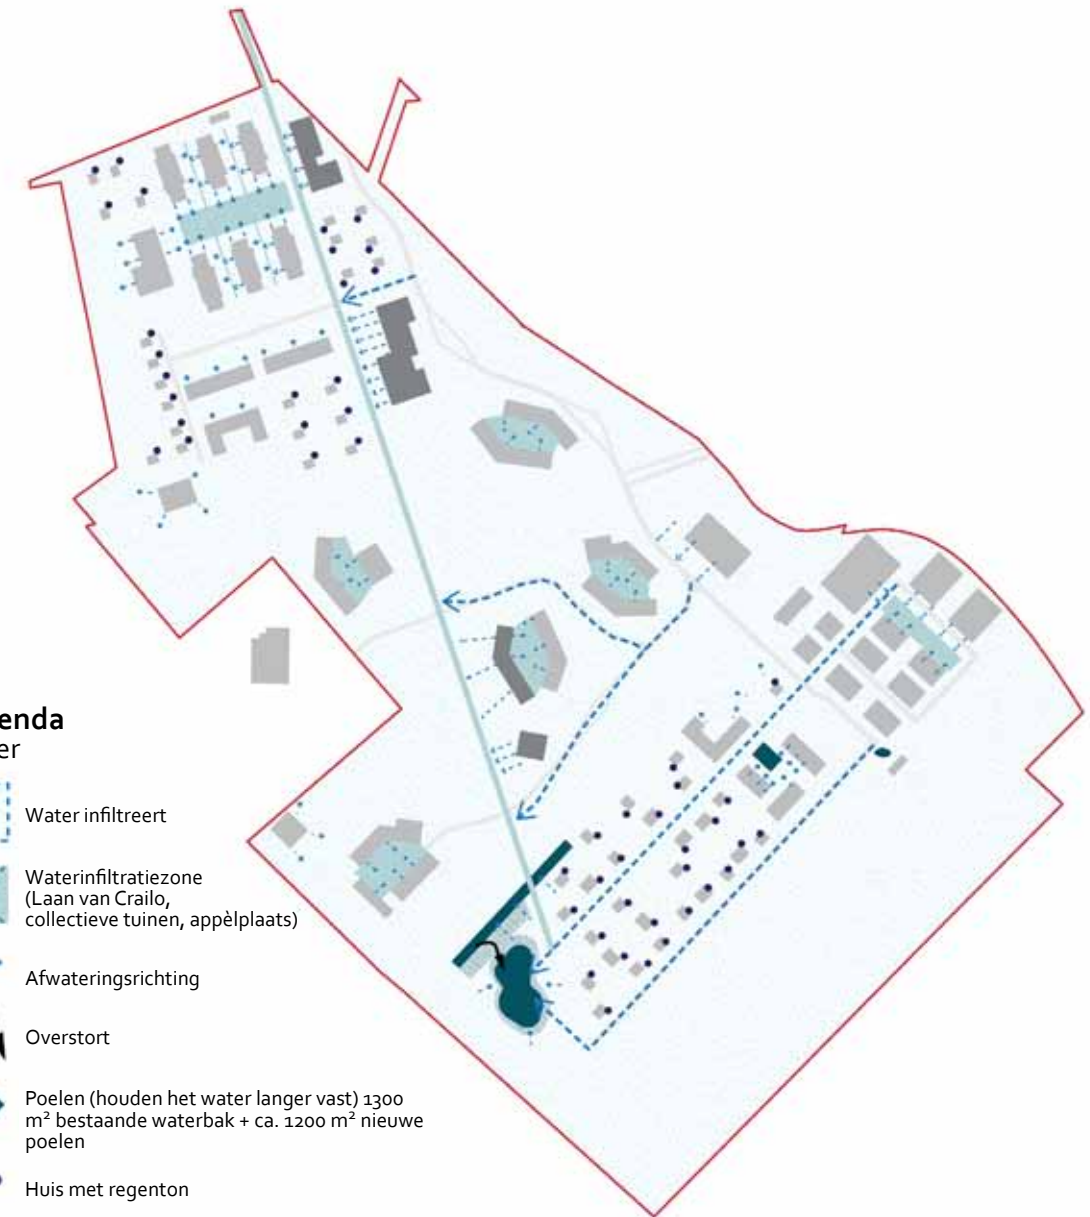 enda
er
Water infiltreert
Waterinfiltratiezone
(Laan van Crailo,
collectieve tuinen, appèlplaats)
Afwateringsrichting
Overstort
Poelen (houden het water langer vast) 1300
m² bestaande waterbak + ca. 1200 m² nieuwe
poelen
Huis met regenton